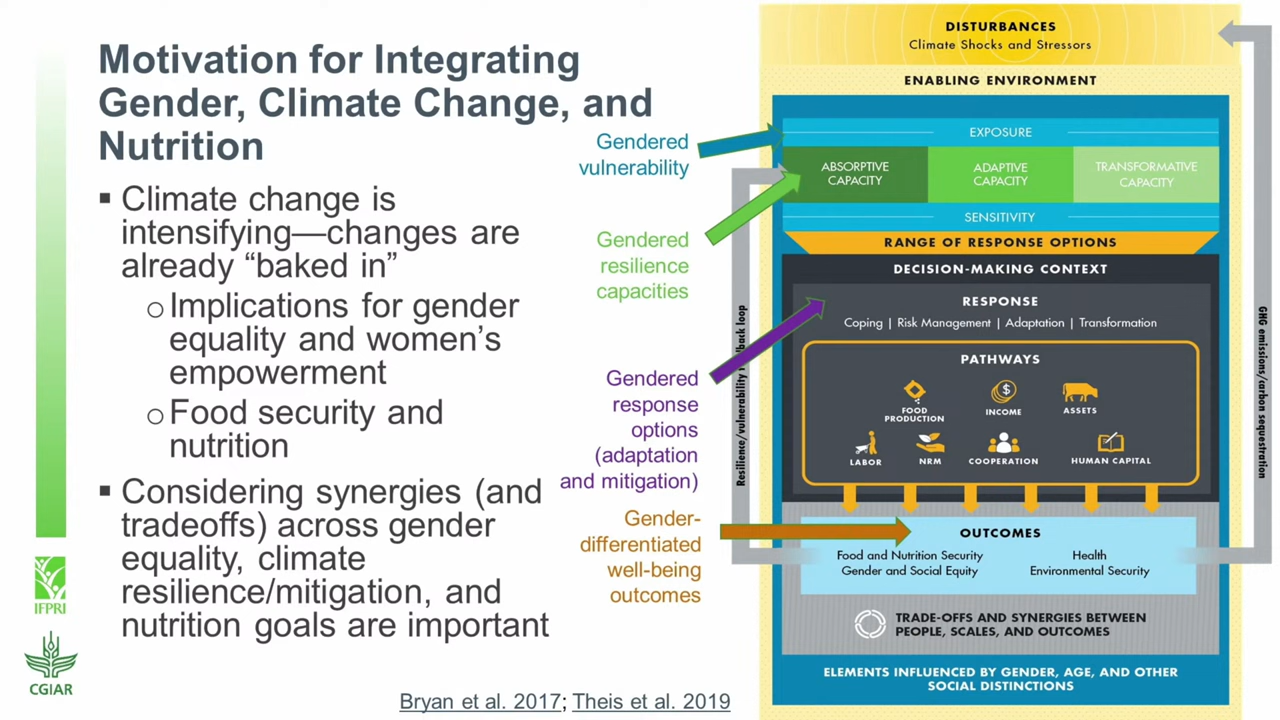 Motivation for Integrating
Gender, Climate Change, and
Nutrition
▪ Climate change is
intensifying—changes are
already “baked in”
o Implications for gender
equality and women’s
empowerment
o Food security and
nutrition
▪ Considering synergies (and
tradeoffs) across gender
equality, climate
resilience/mitigation, and
nutrition goals are important
IFPRI
CGIAR
Bryan et al. 2017; Theis et al. 2019
Gendered
vulnerability
Gendered
resilience
capacities
Gendered
response
options
(adaptation
and mitigation)
Gender-
differentiated
well-being
outcomes
DISTURBANCES
Climate Shocks and Stressors
ENABLING ENVIRONMENT
EXPOSURE
ABSORPTIVE
CAPACITY
ADAPTIVE
CAPACITY
TRANSFORMATIVE
CAPACITY
SENSITIVITY
RANGE OF RESPONSE OPTIONS
DECISION-MAKING CONTEXT
RESPONSE
Coping | Risk Management | Adaptation | Transformation
PATHWAYS
FOOD
PRODUCTION
INCOME
ASSETS
LABOR
NRM
COOPERATION
HUMAN CAPITAL
OUTCOMES
Food and Nutrition Security
Gender and Social Equity
Health
Environmental Security
TRADE-OFFS AND SYNERGIES BETWEEN
PEOPLE, SCALES, AND OUTCOMES
ELEMENTS INFLUENCED BY GENDER, AGE, AND OTHER
SOCIAL DISTINCTIONS
Resilience/vulnerability loop
GHG emissions/carbon sequestration